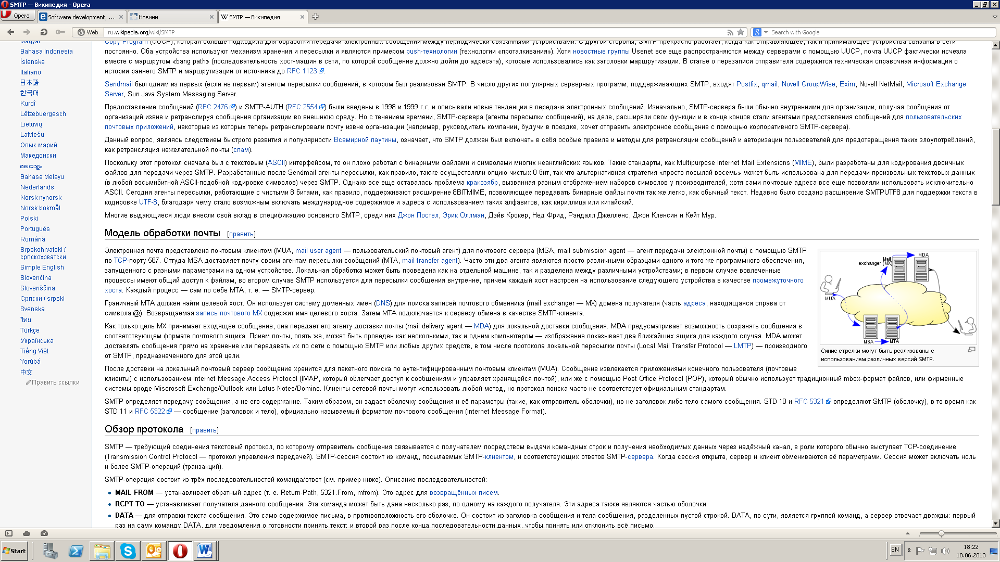 SMTP — Википедия - Opera
Opera
Software development, ...
Новини
SMTP — Википедия
Web
ru.wikipedia.org/wiki/SMTP
Search with Google
Magyar
Bahasa Indonesia
Íslenska
Italiano
日本語
한국어
Kurdî
Lëtzebuergesch
Lietuvių
Latviešu
Олык марий
Македонски
മലയാളം
Bahasa Melayu
Nederlands
Norsk nynorsk
Norsk bokmål
Polski
Português
Română
Srpskohrvatski /
српскохрватски
Simple English
Slovenčina
Slovenščina
Српски / srpski
Svenska
ไทย
Türkçe
Українська
Tiếng Việt
Yorùbá
中文
Править ссылки
Copy Program (UUCP), которая больше подходила для обработки передачи электронных сообщений между периодически связанными устройствами. С другой стороны, SMTP прекрасно работает, когда как отправляющее, так и принимающее устройства связаны в сети
постоянно. Оба устройства используют механизм хранения и пересылки и являются примером push-технологии (технологии «проталкивания»). Хотя новостные группы Usenet все еще распространяются между серверами с помощью UUCP, почта UUCP фактически исчезла
вместе с маршрутом «bang path» (последовательность хост-машин в сети, по которой сообщение должно дойти до адресата), которые использовались как заголовки маршрутизации. В статье о перезаписи отправителя содержится техническая справочная информация о
истории раннего SMTP и маршрутизации от источника до RFC 1123.
Sendmail был одним из первых (если не первым) агентом пересылки сообщений, в котором был реализован SMTP. В число других популярных серверных программ, поддерживающих SMTP, входят Postfix, qmail, Novell GroupWise, Exim, Novell NetMail, Microsoft Exchange
Server, Sun Java System Messaging Server.
Предоставление сообщений (RFC 2476) и SMTP-AUTH (RFC 2554) были введены в 1998 и 1999 г.г. и описывали новые тенденции в передаче электронных сообщений. Изначально, SMTP-сервера были обычно внутренними для организации, получая сообщения от
организаций извне и ретранслируя сообщения организации во внешнюю среду. Но с течением времени, SMTP-сервера (агенты пересылки сообщений), на деле, расширяли свои функции и в конце концов стали агентами предоставления сообщений для пользовательских
почтовых приложений, некоторые из которых теперь ретранслировали почту извне организации (например, руководитель компании, будучи в поездке, хочет отправить электронное сообщение с помощью корпоративного SMTP-сервера).
Данный вопрос, являясь следствием быстрого развития и популярности Всемирной паутины, означает, что SMTP должен был включать в себя особые правила и методы для ретрансляции сообщений и авторизации пользователей для предотвращения таких злоупотреблений,
как ретрансляция нежелательной почты (спам).
Поскольку этот протокол сначала был с текстовым (ASCII) интерфейсом, то он плохо работал с бинарными файлами и символами многих неанглийских языков. Такие стандарты, как Multipurpose Internet Mail Extensions (MIME), были разработаны для кодирования двоичных
файлов для передачи через SMTP. Разработанные после Sendmail агенты пересылки, как правило, также осуществляли опцию чистых 8 бит, так что альтернативная стратегия «просто посылай восемь» может быть использована для передачи произвольных текстовых данных
(в любой восьмибитной ASCII-подобной кодировке символов) через SMTP. Однако все еще оставалась проблема кракозябр, вызванная разным отображением наборов символов у производителей, хотя сами почтовые адреса все еще позволяли использовать исключительно
ASCII. Сегодня агенты пересылки, работающие с чистыми 8 битами, как правило, поддерживают расширение 8BITMIME, позволяющее передавать бинарные файлы почти так же легко, как обычный текст. Недавно было создано расширение SMTPUTF8 для поддержки текста в
кодировке UTF-8, благодаря чему стало возможным включать международное содержимое и адреса с использованием таких алфавитов, как кириллица или китайский.
Многие выдающиеся люди внесли свой вклад в спецификацию основного SMTP, среди них Джон Постел, Эрик Оллман, Дэйв Крокер, Нед Фрид, Рэндалл Джелленс, Джон Кленсин и Кейт Мур.
Модель обработки почты [править]
Электронная почта представлена почтовым клиентом (MUA, mail user agent — пользовательский почтовый агент) для почтового сервера (MSA, mail submission agent — агент передачи электронной почты) с помощью SMTP
по TCP-порту 587. Оттуда MSA доставляет почту своим агентам пересылки сообщений (MTA, mail transfer agent). Часто эти два агента являются просто различными образцами одного и того же программного обеспечения,
запущенного с разными параметрами на одном устройстве. Локальная обработка может быть проведена как на отдельной машине, так и разделена между различными устройствами; в первом случае вовлеченные
процессы имеют общий доступ к файлам, во втором случае SMTP используется для пересылки сообщения внутренне, причем каждый хост настроен на использование следующего устройства в качестве промежуточного
хоста. Каждый процесс — сам по себе MTA, т. е. — SMTP-сервер.
Граничный MTA должен найти целевой хост. Он использует систему доменных имен (DNS) для поиска записей почтового обменника (mail exchanger — MX) домена получателя (часть адреса, находящаяся справа от
символа @). Возвращаемая запись почтового MX содержит имя целевого хоста. Затем MTA подключается к серверу обмена в качестве SMTP-клиента.
Как только цель MX принимает входящее сообщение, она передает его агенту доставки почты (mail delivery agent — MDA) для локальной доставки сообщения. MDA предусматривает возможность сохранять сообщения в
соответствующем формате почтового ящика. Прием почты, опять же, может быть проведен как несколькими, так и одним компьютером — изображение показывает два ближайших ящика для каждого случая. MDA может
доставлять сообщения прямо на хранение или передавать их по сети с помощью SMTP или любых других средств, в том числе протокола локальной пересылки почты (Local Mail Transfer Protocol — LMTP) — производного
от SMTP, предназначенного для этой цели.
Mail
exchanger (MX)
MDA
MUA
MSA
MTA
Синие стрелки могут быть реализованы с
использованием различных версий SMTP.
После доставки на локальный почтовый сервер сообщение хранится для пакетного поиска по аутентифицированным почтовым клиентам (MUA). Сообщение извлекается приложениями конечного пользователя (почтовые
клиенты) с использованием Internet Message Access Protocol (IMAP, который облегчает доступ к сообщениям и управляет хранящейся почтой), или же с помощью Post Office Protocol (POP), который обычно использует традиционный mbox-формат файлов, или фирменные
системы вроде Miscrosoft Exchange/Outlook или Lotus Notes/Domino. Клиенты сетевой почты могут использовать любой метод, но протокол поиска часто не соответствует официальным стандартам.
SMTP определяет передачу сообщения, а не его содержание. Таким образом, он задает оболочку сообщения и её параметры (такие, как отправитель оболочки), но не заголовок либо тело самого сообщения. STD 10 и RFC 5321 определяют SMTP (оболочку), в то время как
STD 11 и RFC 5322 — сообщение (заголовок и тело), официально называемый форматом почтового сообщения (Internet Message Format).
Обзор протокола [править]
SMTP — требующий соединения текстовый протокол, по которому отправитель сообщения связывается с получателем посредством выдачи командных строк и получения необходимых данных через надёжный канал, в роли которого обычно выступает TCP-соединение
(Transmission Control Protocol — протокол управления передачей). SMTP-сессия состоит из команд, посылаемых SMTP-клиентом, и соответствующих ответов SMTP-сервера. Когда сессия открыта, сервер и клиент обмениваются её параметрами. Сессия может включать ноль
и более SMTP-операций (транзакций).
SMTP-операция состоит из трёх последовательностей команда/ответ (см. пример ниже). Описание последовательностей:
MAIL FROM — устанавливает обратный адрес (т. е. Return-Path, 5321.From, mfrom). Это адрес для возвращённых писем.
RCPT TO — устанавливает получателя данного сообщения. Эта команда может быть дана несколько раз, по одному на каждого получателя. Эти адреса также являются частью оболочки.
DATA — для отправки текста сообщения. Это само содержимое письма, в противоположность его оболочке. Он состоит из заголовка сообщения и тела сообщения, разделенных пустой строкой. DATA, по сути, является группой команд, а сервер отвечает дважды: первый
раз на саму команду DATA, для уведомления о готовности принять текст; и второй раз после конца последовательности данных, чтобы принять или отклонить всё письмо.
Start
EN
18:22
18.06.2013